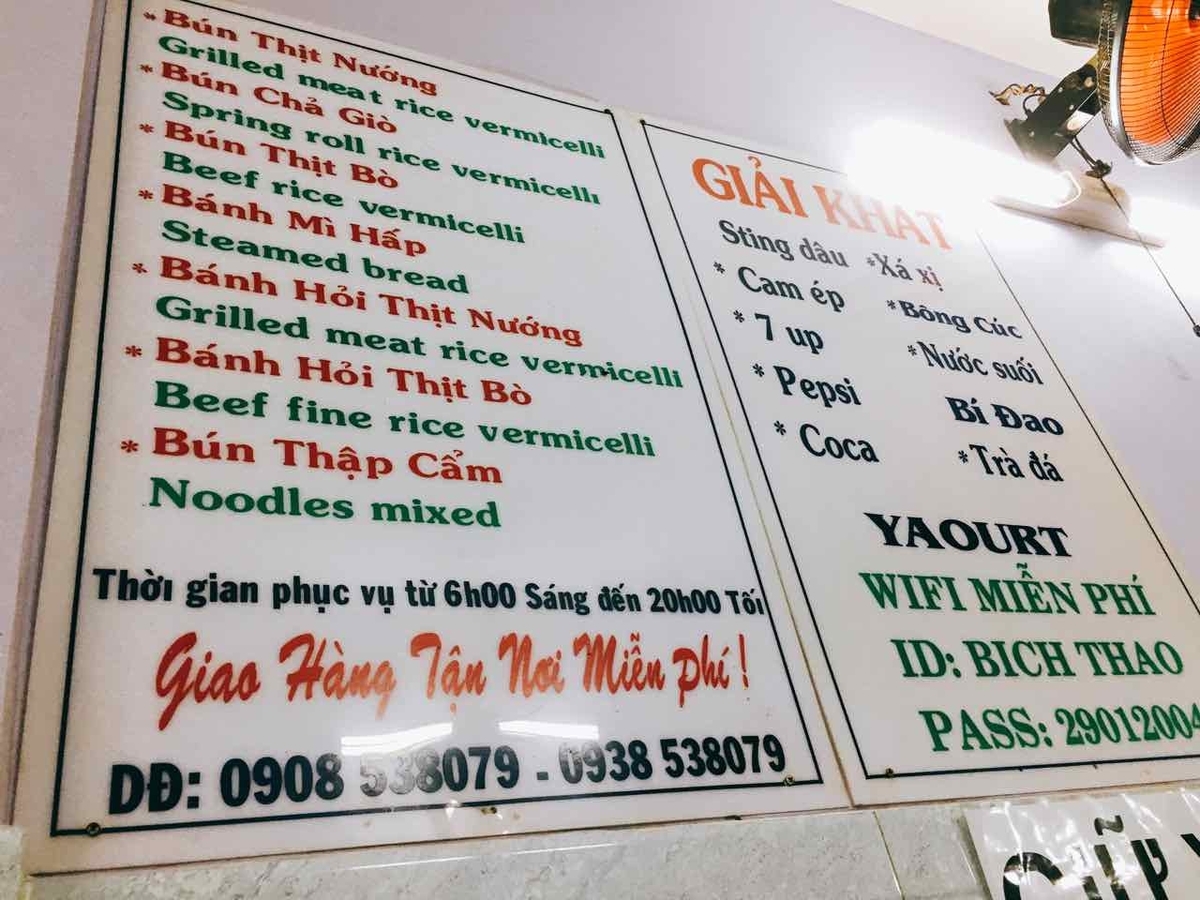 * Bún Thịt Nướng
Grilled meat rice vermicelli
* Bún Chả Giò
Spring roll rice vermicelli
* Bún Thịt Bò
Beef rice vermicelli
* Bánh Mì Hấp
Steamed bread
* Bánh Hỏi Thịt Nướng
Grilled meat rice vermicelli
* Bánh Hỏi Thịt Bò
Beef fine rice vermicelli
* Bún Thập Cẩm
Noodles mixed
Thời gian phục vụ từ 6h00 Sáng đến 20h00 Tối
Giao Hàng Tận Nơi Miễn phí !
DĐ: 0908 538079 - 0938 538079
GIẢI KHAT
Sting dâu *Xá xị
* Cam ép *Bông Cúc
* 7 up *Nước suối
* Pepsi Bí Đao
* Coca *Trà đá
YAOURT
WIFI MIỄN PHÍ
ID: BICH THAO
PASS: 29012004